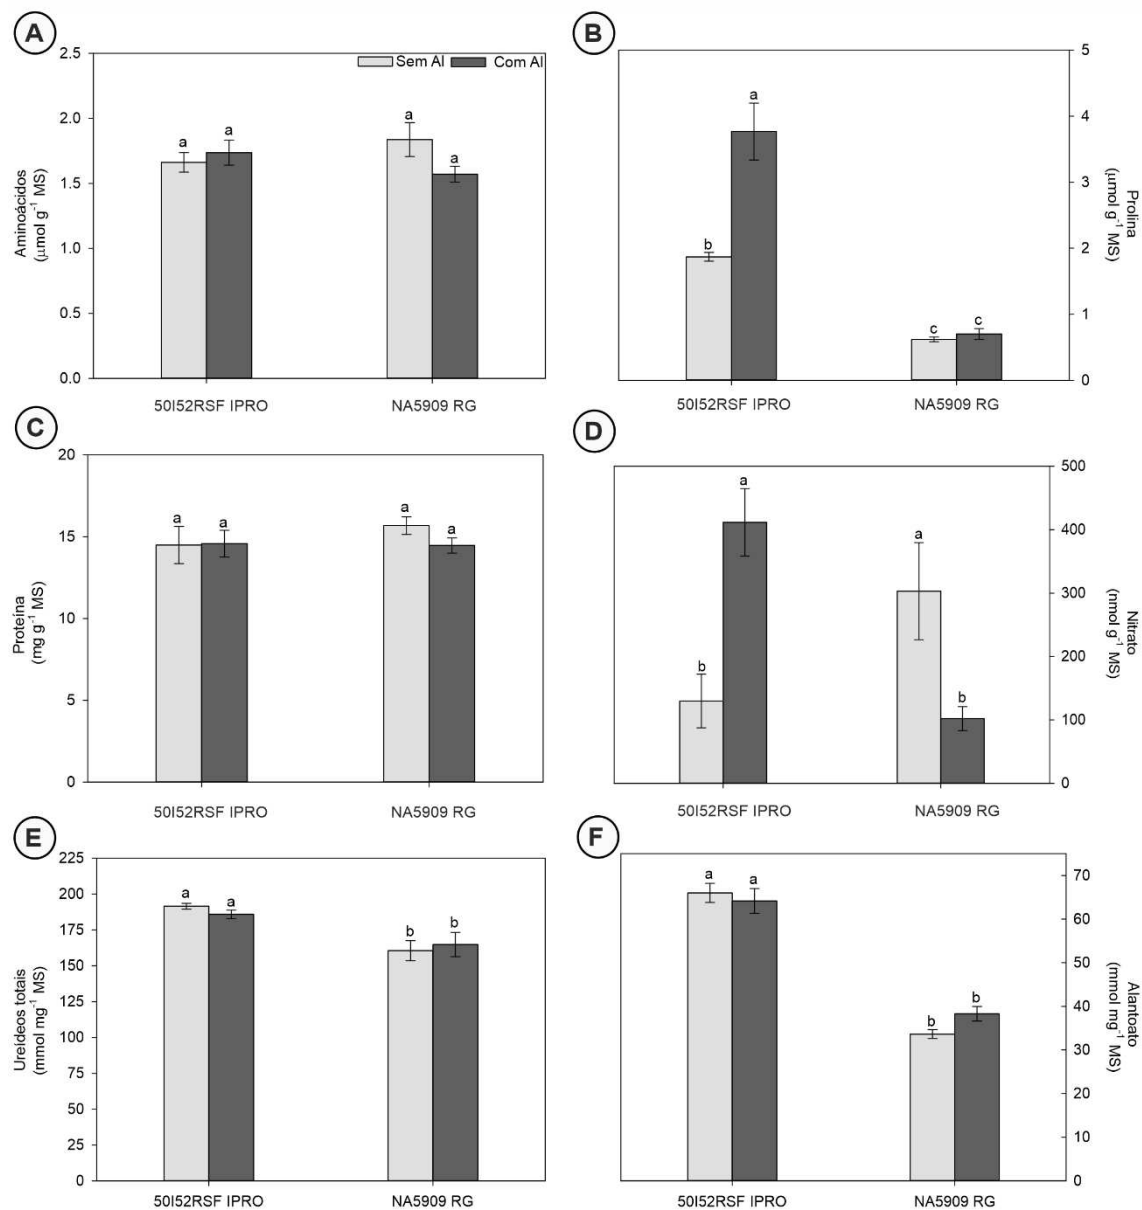 A
B
2.5
2.0
1.5
1.0
0.5
0.0
Aminoácidos
(µmol g⁻¹ MS)
Sem Al
Com Al
a
a
a
a
50I52RSF IPRO
NA5909 RG
5
4
3
2
1
0
Prolina
(µmol g⁻¹ MS)
b
a
c
c
50I52RSF IPRO
NA5909 RG
C
D
20
15
10
5
0
Proteína
(mg g⁻¹ MS)
a
a
a
a
50I52RSF IPRO
NA5909 RG
500
400
300
200
100
0
Nitrato
(nmol g⁻¹ MS)
b
a
a
b
50I52RSF IPRO
NA5909 RG
E
F
225
200
175
150
125
100
75
50
25
0
Ureídeos totais
(mmol mg⁻¹ MS)
a
a
b
b
50I52RSF IPRO
NA5909 RG
70
60
50
40
30
20
10
0
Alantoato
(mmol mg⁻¹ MS)
a
a
b
b
50I52RSF IPRO
NA5909 RG